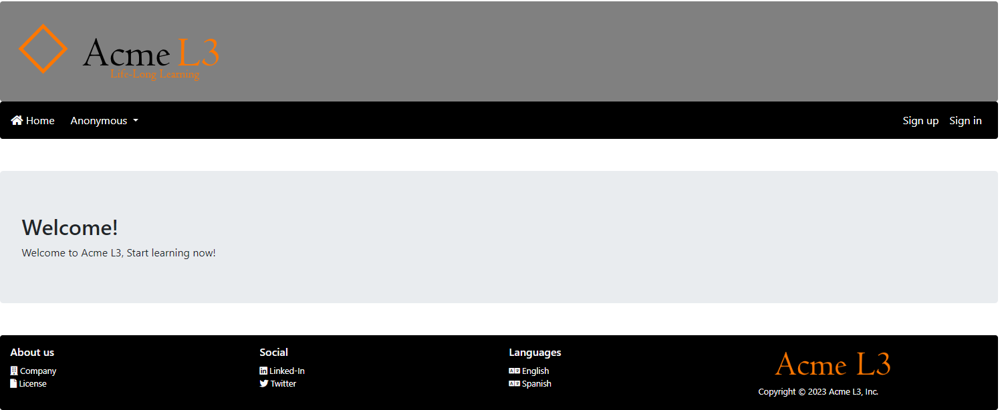 Acme L3
Life-Long Learning
Home Anonymous Sign up Sign in
Welcome!
Welcome to Acme L3, Start learning now!
About us
Company
License
Social
Linked-In
Twitter
Languages
English
Spanish
Acme L3
Copyright © 2023 Acme L3, Inc.